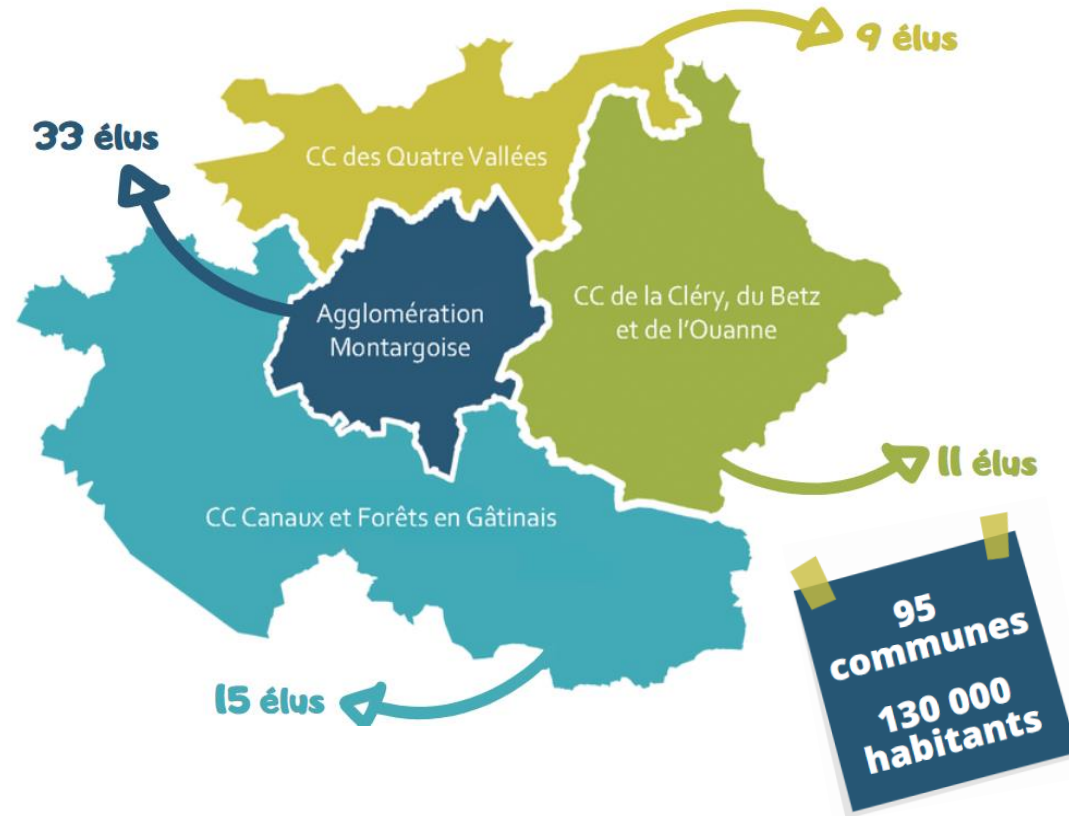 9 élus
33 élus
CC des Quatre Vallées
Agglomération
Montargoise
CC de la Cléry, du Betz
et de l'Ouanne
11 élus
CC Canaux et Forêts en Gâtinais
15 élus
95
communes
130 000
habitants